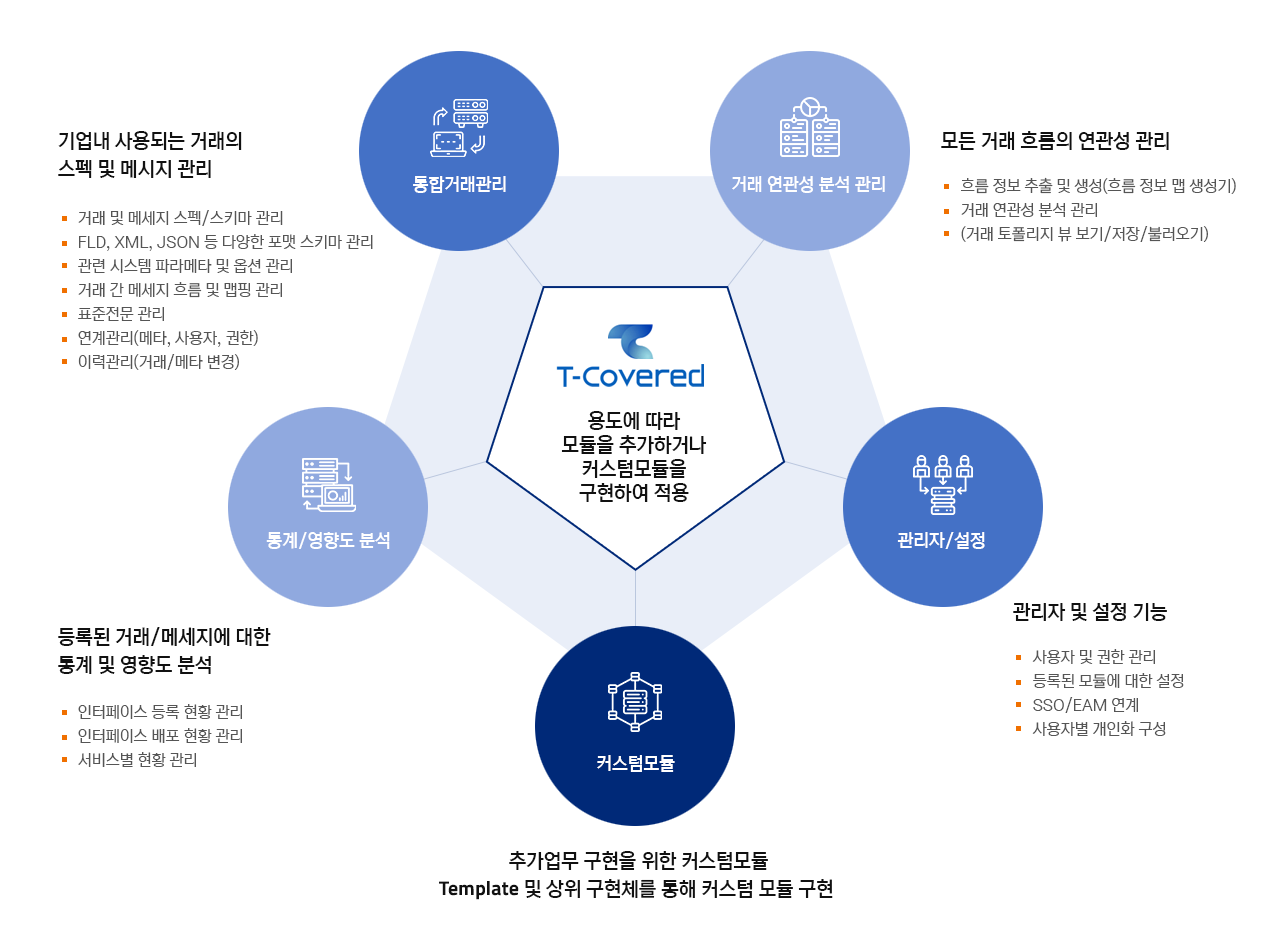 통합거래관리
기업내 사용되는 거래의
스펙 및 메시지 관리
거래 및 메세지 스펙/스키마 관리
FLD, XML, JSON 등 다양한 포맷 스키마 관리
관련 시스템 파라메타 및 옵션 관리
거래 간 메세지 흐름 및 맵핑 관리
표준전문 관리
연계관리(메타, 사용자, 권한)
이력관리(거래/메타 변경)
거래 연관성 분석 관리
모든 거래 흐름의 연관성 관리
흐름 정보 추출 및 생성(흐름 정보 맵 생성기)
거래 연관성 분석 관리
(거래 토폴리지 뷰 보기/저장/불러오기)
T-Covered
용도에 따라
모듈을 추가하거나
커스텀모듈을
구현하여 적용
통계/영향도 분석
등록된 거래/메세지에 대한
통계 및 영향도 분석
인터페이스 등록 현황 관리
인터페이스 배포 현황 관리
서비스별 현황 관리
관리자/설정
관리자 및 설정 기능
사용자 및 권한 관리
등록된 모듈에 대한 설정
SSO/EAM 연계
사용자별 개인화 구성
커스텀모듈
추가업무 구현을 위한 커스텀모듈
Template 및 상위 구현체를 통해 커스텀 모듈 구현